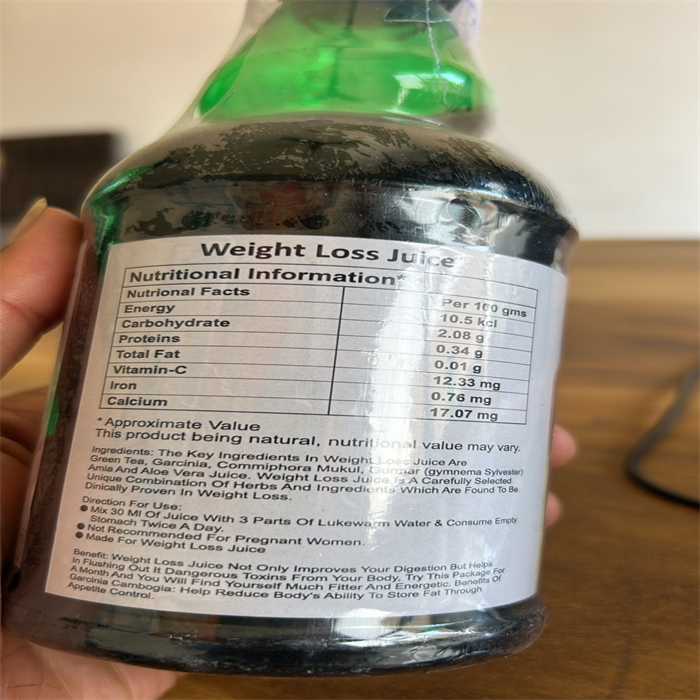 Weight Loss Juice
Nutritional Information*
Nutrional Facts Per 100 gms
Energy 10.5 kcl
Carbohydrate 2.08 g
Proteins 0.34 g
Total Fat 0.01 g
Vitamin-C 12.33 mg
Iron 0.76 mg
Calcium 17.07 mg
*Approximate Value
This product being natural, nutritional value may vary.
Ingredients: The Key Ingredients In Weight Loss Juice Are
Green Tea, Garcinia, Commiphora Mukul, Gurmar (gymnema Sylvester)
Amia And Aloe Vera Juice. Weight Loss Juice Is A Carefully Selected
Unique Combination Of Herbs And Ingredients Which Are Found To Be
Dinically Proven In Weight Loss.
Direction For Use:
● Mix 30 Ml Of Juice With 3 Parts Of Lukewarm Water & Consume Empty
Stomach Twice A Day.
● Not Recommended For Pregnant Women.
● Made For Weight Loss Juice
Benefit: Weight Loss Juice Not Only Improves Your Digestion But Helps
In Flushing Out It Dangerous Toxins From Your Body. Try This Package For
A Month And You Will Find Yourself Much Fitter And Energetic. Benefits Of
Garcinia Cambogia: Help Reduce Body's Ability To Store Fat Through
Appetite Control.